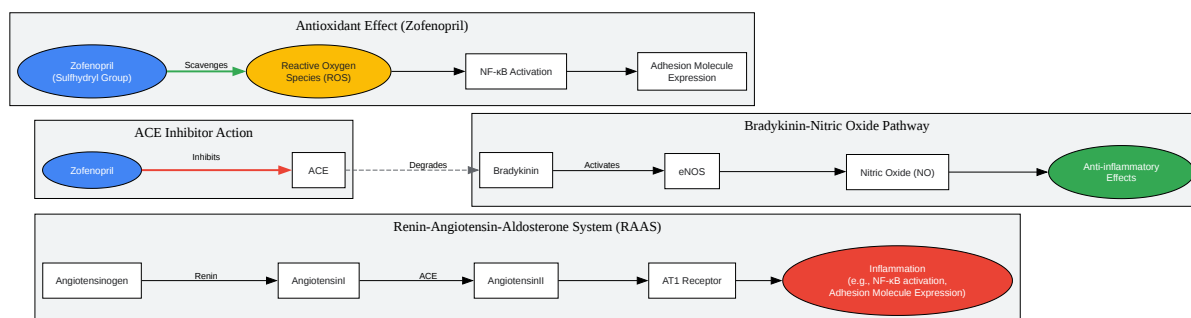 Antioxidant Effect (Zofenopril)
Zofenopril
(Sulfhydryl Group)
Scavenges
Reactive Oxygen
Species (ROS)
NF-κB Activation
Adhesion Molecule
Expression
ACE Inhibitor Action
Zofenopril
Inhibits
ACE
Degrades
Bradykinin-Nitric Oxide Pathway
Bradykinin
Activates
eNOS
Nitric Oxide (NO)
Anti-inflammatory
Effects
Renin-Angiotensin-Aldosterone System (RAAS)
Angiotensinogen
Renin
AngiotensinI
ACE
AngiotensinII
AT1 Receptor
Inflammation
(e.g., NF-κB activation,
Adhesion Molecule Expression)